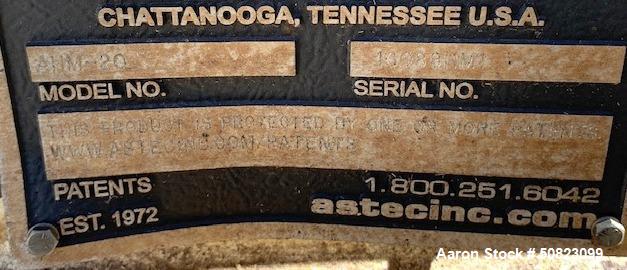 CHATTANOOGA, TENNESSEE U.S.A.
MODEL NO.
SERIAL NO.
THIS PRODUCT IS PROTECTED BY ONE OR MORE PATENTS
WWW.ASTECINC.COM/PATENTS
PATENTS
1.800.251.6042
EST. 1972
astecinc.com
Aaron Stock # 50823099